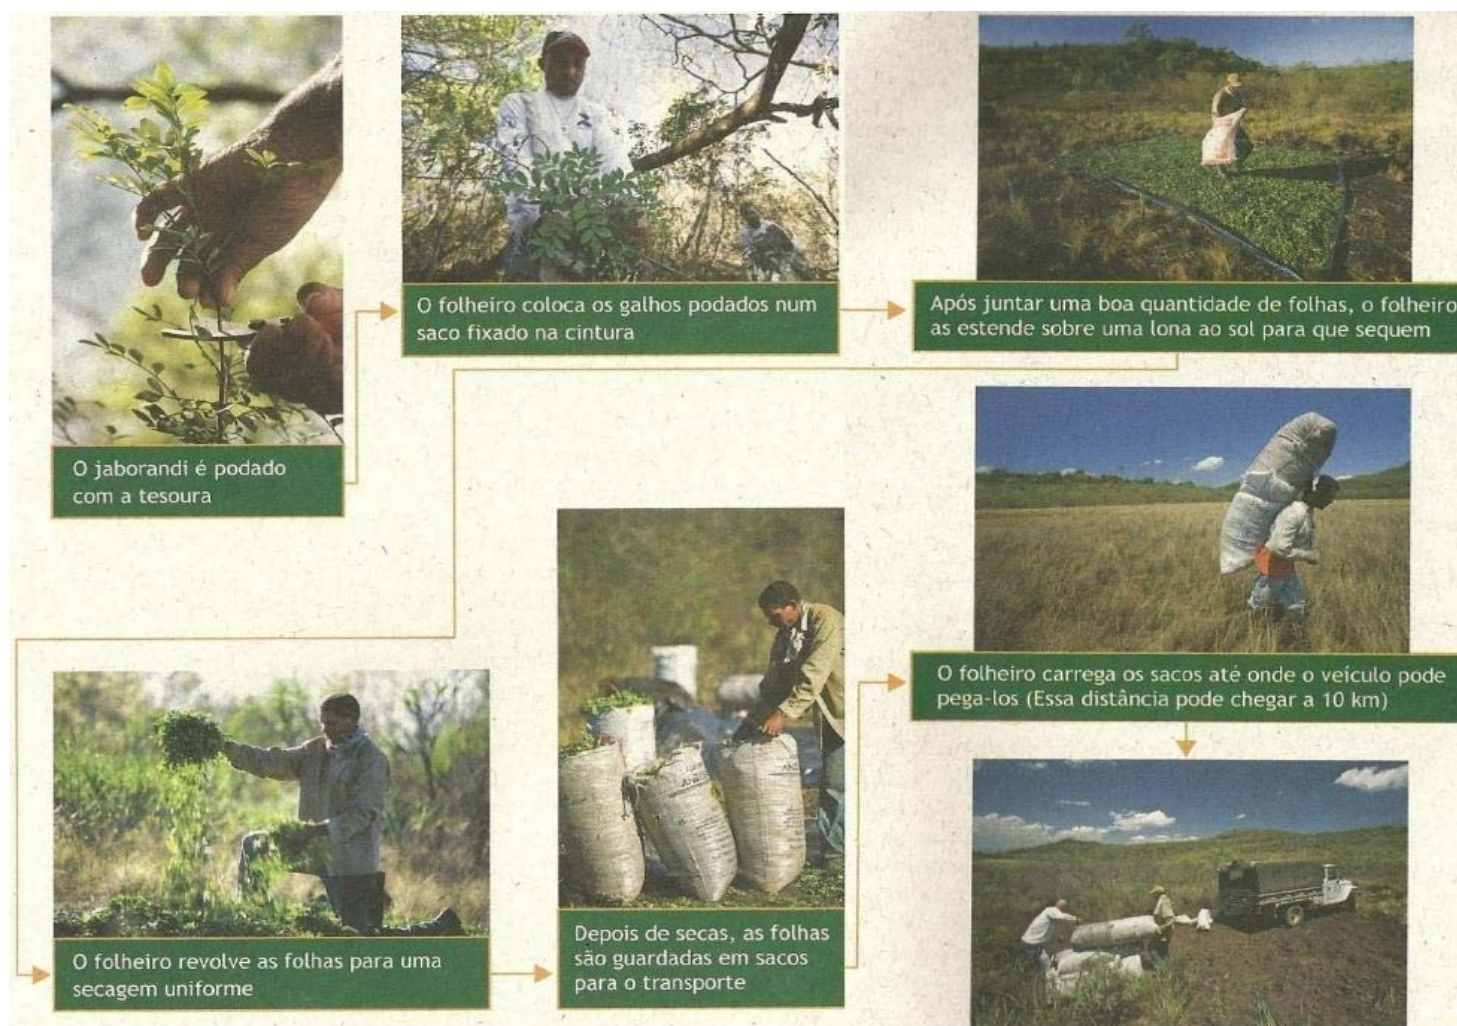 O jaborandi é podado
com a tesoura
O folheiro coloca os galhos podados num
saco fixado na cintura
Após juntar uma boa quantidade de folhas, o folheiro
as estende sobre uma lona ao sol para que sequem
O folheiro revolve as folhas para uma
secagem uniforme
Depois de secas, as folhas
são guardadas em sacos
para o transporte
O folheiro carrega os sacos até onde o veículo pode
pega-los (Essa distância pode chegar a 10 km)